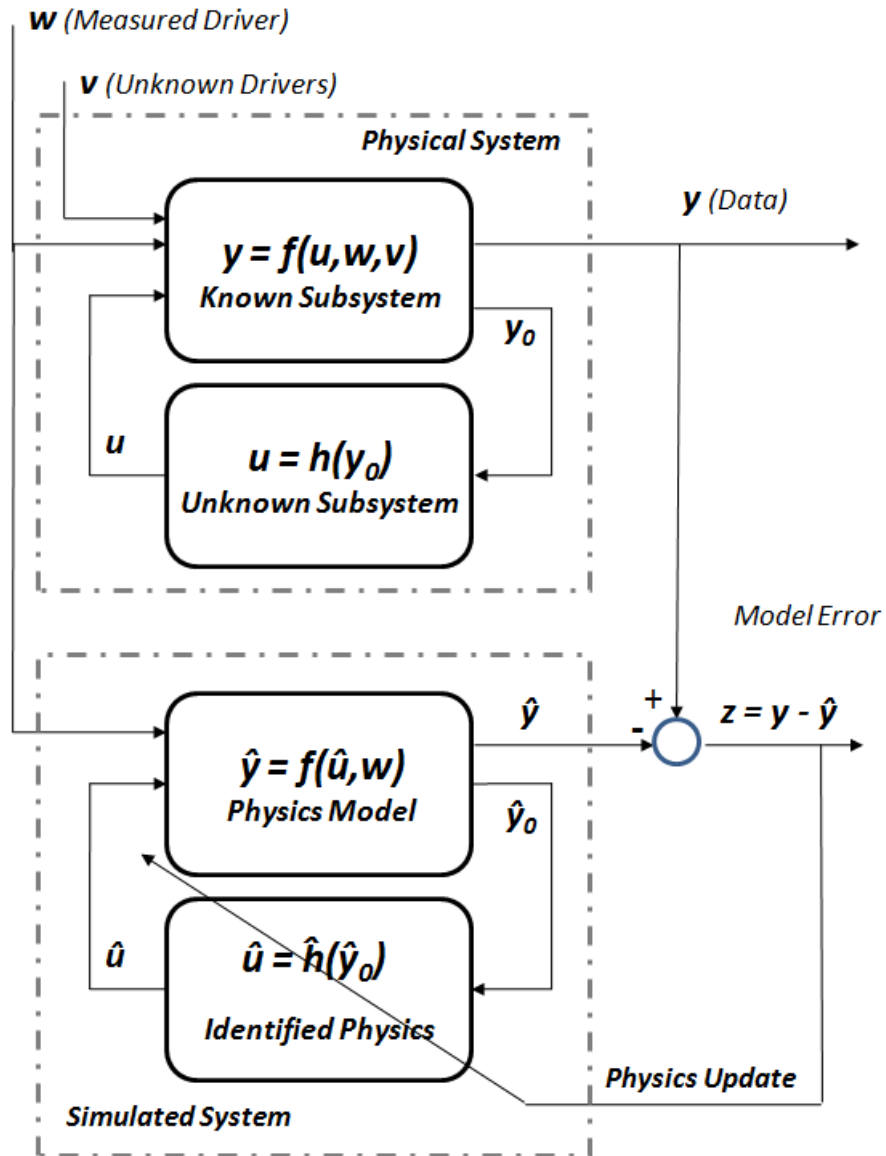 w (Measured Driver)
v (Unknown Drivers)
Physical System
y (Data)
y = f(u,w,v)
Known Subsystem
y₀
u
u = h(y₀)
Unknown Subsystem
Model Error
ŷ
+
-
z = y - ŷ
ŷ = f(û,w)
Physics Model
ŷ₀
û
û = ĥ(ŷ₀)
Identified Physics
Physics Update
Simulated System